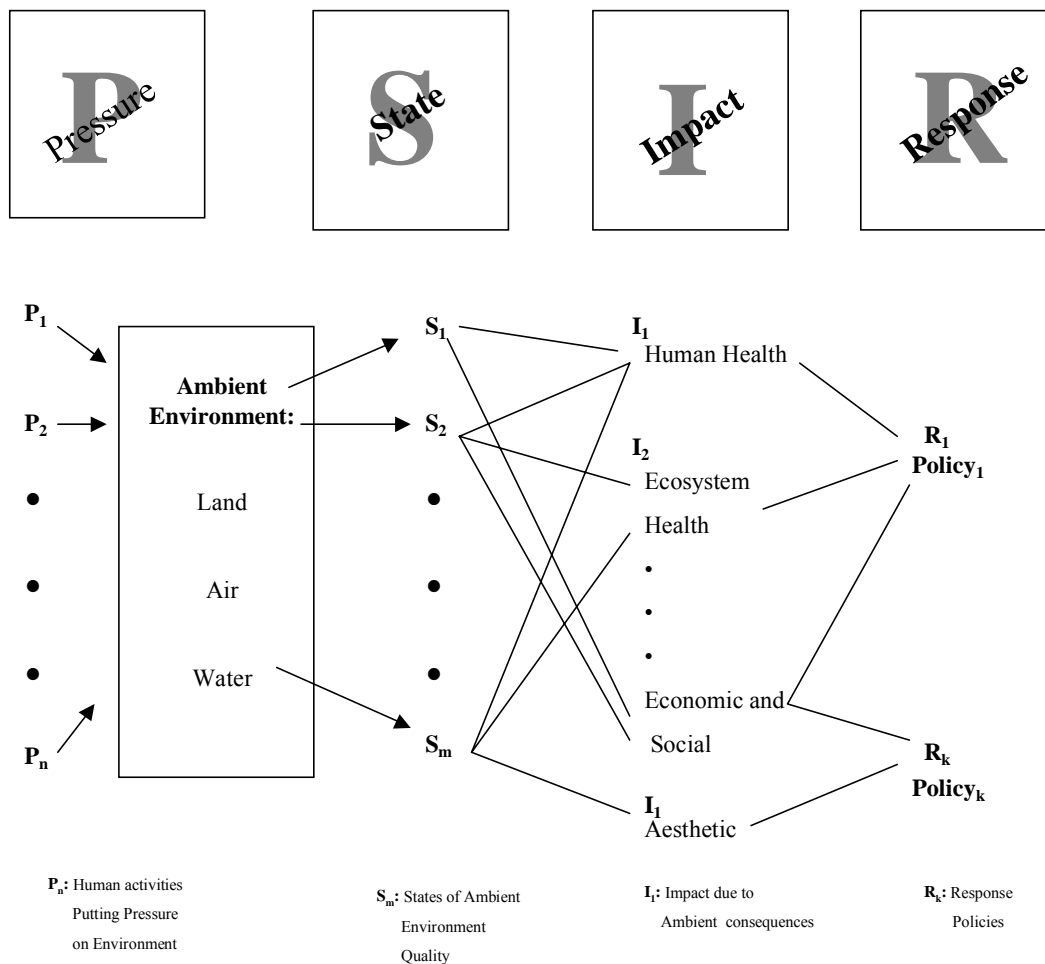 P
Pressure
S
State
I
Impact
R
Response
P1
P2
Pn
Ambient
Environment:
Land
Air
Water
S1
S2
Sm
I1
Human Health
I2
Ecosystem
Health
Economic and
Social
I1
Aesthetic
R1
Policy1
Rk
Policyk
Pn: Human activities
Putting Pressure
on Environment
Sm: States of Ambient
Environment
Quality
I1: Impact due to
Ambient consequences
Rk: Response
Policies